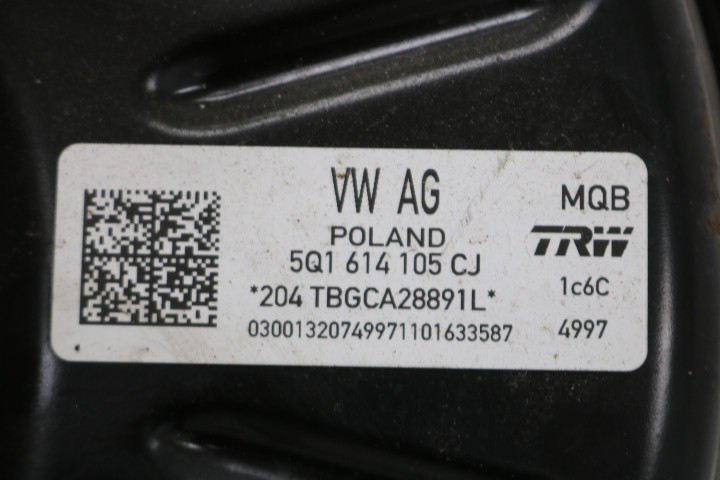 VW AG
MQB
POLAND
TRW
5Q1 614 105 CJ
1c6C
*204 TBGCA28891L*
03001320749971101633587
4997